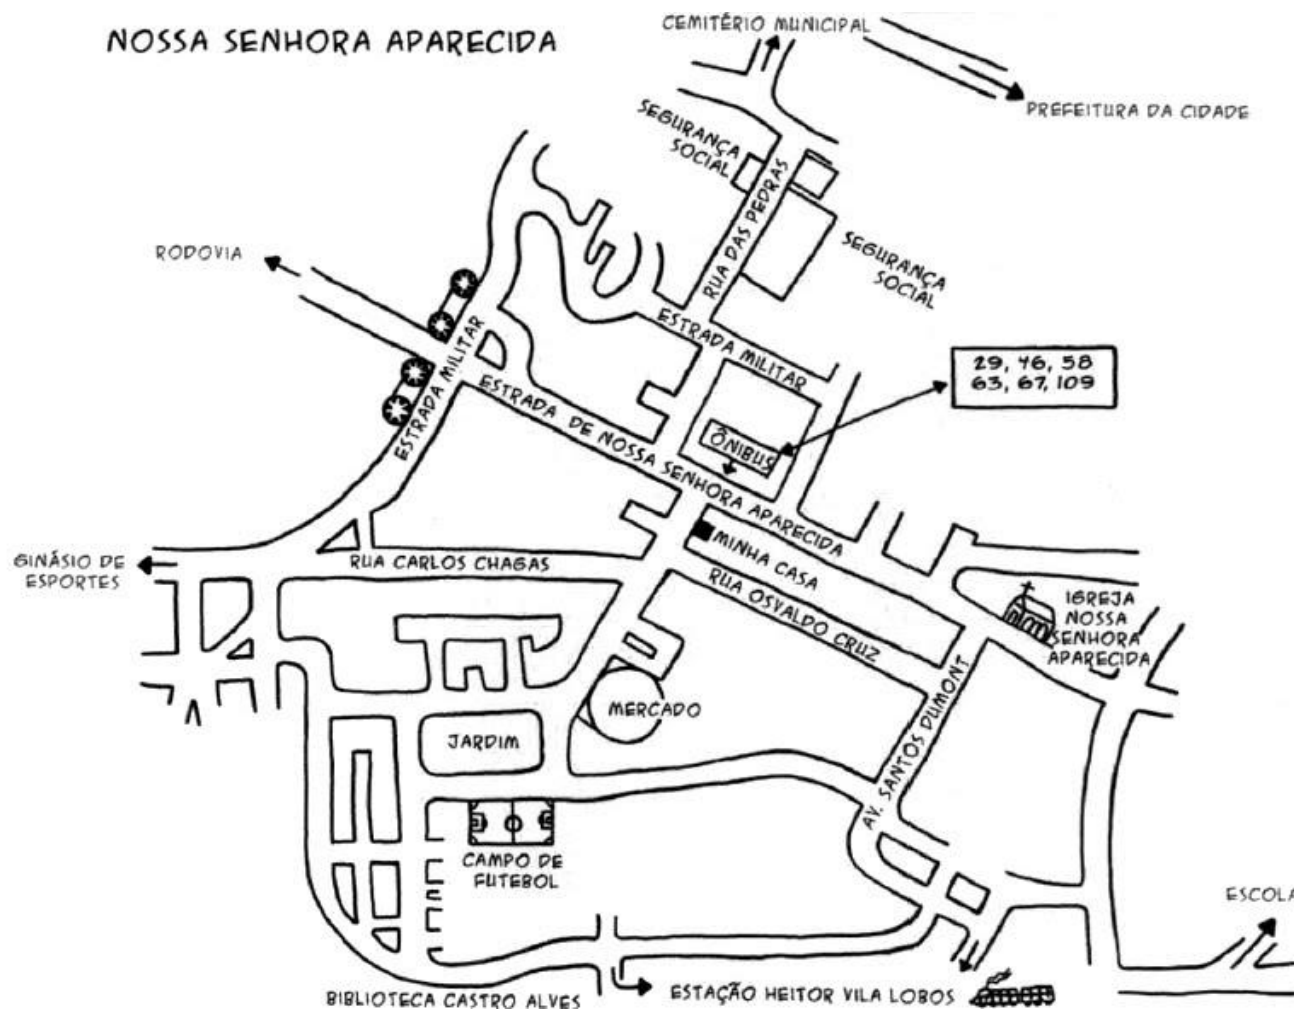 CEMITÉRIO MUNICIPAL
NOSSA SENHORA APARECIDA
PREFEITURA DA CIDADE
SEGURANÇA
SOCIAL
RUA DAS PEDRAS
SEGURANÇA
SOCIAL
RODOVIA
ESTRADA MILITAR
ESTRADA MILITAR
29, 46, 58
63, 67, 109
ESTRADA DE NOSSA SENHORA APARECIDA
ÔNIBUS
MINHA CASA
GINÁSIO DE
ESPORTES
RUA CARLOS CHAGAS
RUA OSVALDO CRUZ
IGREJA
NOSSA
SENHORA
APARECIDA
MERCADO
JARDIM
AV. SANTOS DUMONT
CAMPO DE
FUTEBOL
ESCOLA
BIBLIOTECA CASTRO ALVES
ESTAÇÃO HEITOR VILA LOBOS